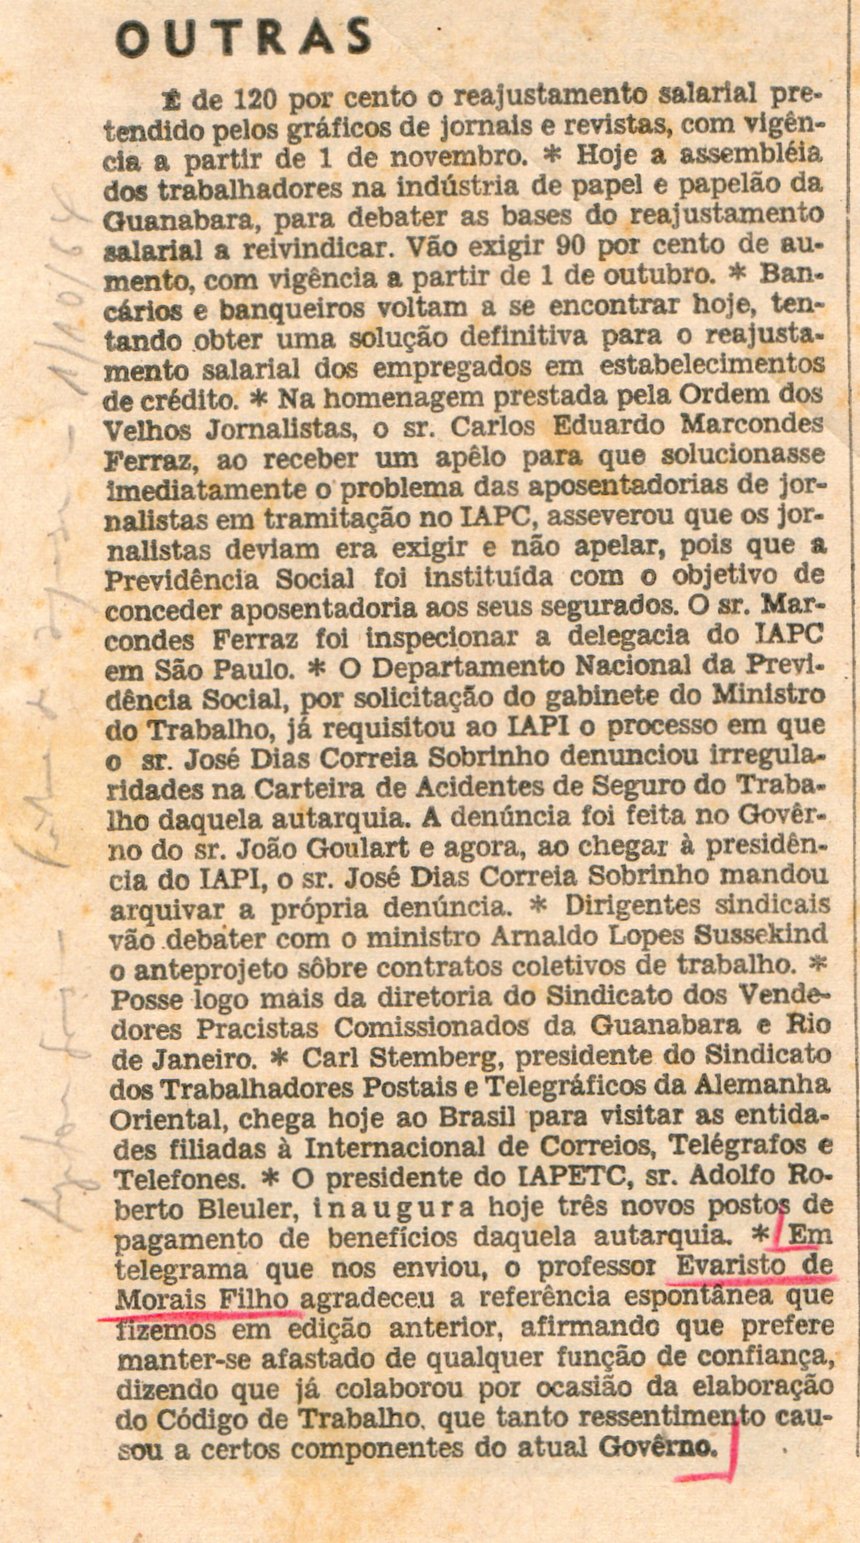 OUTRAS
É de 120 por cento o reajustamento salarial pre-
tendido pelos gráficos de jornais e revistas, com vigên-
cia a partir de 1 de novembro. * Hoje a assembléia
dos trabalhadores na indústria de papel e papelão da
Guanabara, para debater as bases do reajustamento
salarial a reivindicar. Vão exigir 90 por cento de au-
mento, com vigência a partir de 1 de outubro. * Ban-
cários e banqueiros voltam a se encontrar hoje, ten-
tando obter uma solução definitiva para o reajusta-
mento salarial dos empregados em estabelecimentos
de crédito. * Na homenagem prestada pela Ordem dos
Velhos Jornalistas, o sr. Carlos Eduardo Marcondes
Ferraz, ao receber um apêlo para que solucionasse
imediatamente o problema das aposentadorias de jor-
nalistas em tramitação no IAPC, asseverou que os jor-
nalistas deviam era exigir e não apelar, pois que a
Previdência Social foi instituída com o objetivo de
conceder aposentadoria aos seus segurados. O sr. Mar-
condes Ferraz foi inspecionar a delegacia do IAPC
em São Paulo. * O Departamento Nacional da Previ-
dência Social, por solicitação do gabinete do Ministro
do Trabalho, já requisitou ao IAPI o processo em que
o sr. José Dias Correia Sobrinho denunciou irregula-
ridades na Carteira de Acidentes de Seguro do Traba-
lho daquela autarquia. A denúncia foi feita no Govêr-
no do sr. João Goulart e agora, ao chegar à presidên-
cia do IAPI, o sr. José Dias Correia Sobrinho mandou
arquivar a própria denúncia. * Dirigentes sindicais
vão debater com o ministro Arnaldo Lopes Sussekind
o anteprojeto sôbre contratos coletivos de trabalho. *
Posse logo mais da diretoria do Sindicato dos Vende-
dores Pracistas Comissionados da Guanabara e Rio
de Janeiro. * Carl Stemberg, presidente do Sindicato
dos Trabalhadores Postais e Telegráficos da Alemanha
Oriental, chega hoje ao Brasil para visitar as entida-
des filiadas à Internacional de Correios, Telégrafos e
Telefones. * O presidente do IAPETC, sr. Adolfo Ro-
berto Bleuler, inaugura hoje três novos postos de
pagamento de benefícios daquela autarquia. * Em
telegrama que nos enviou, o professor Evaristo de
Morais Filho agradeceu a referência espontânea que
fizemos em edição anterior, afirmando que prefere
manter-se afastado de qualquer função de confiança,
dizendo que já colaborou por ocasião da elaboração
do Código de Trabalho, que tanto ressentimento cau-
sou a certos componentes do atual Govêrno.
1/10/64